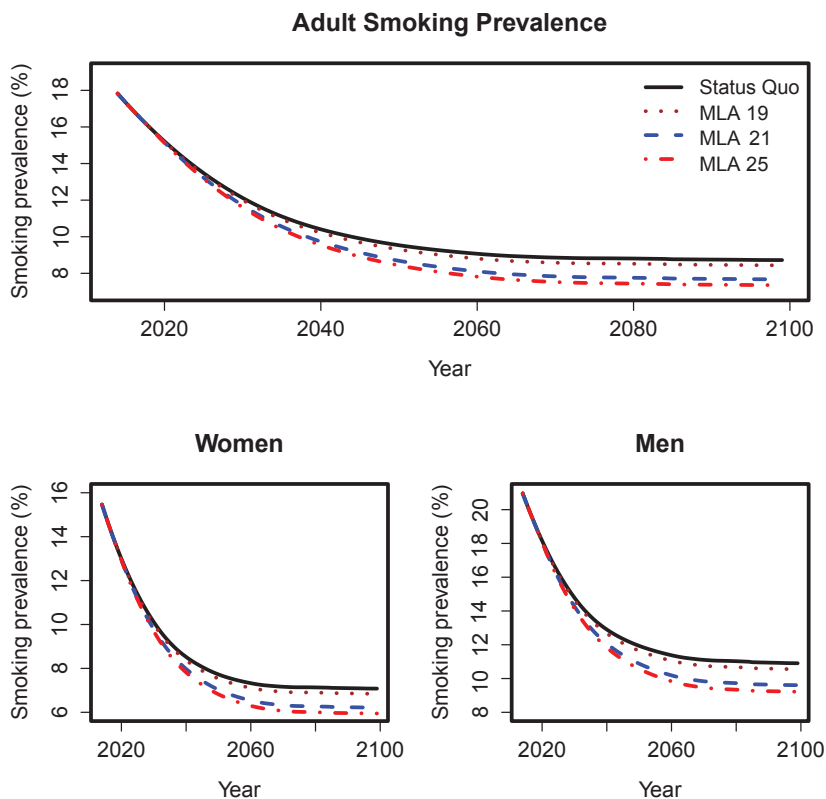 Adult Smoking Prevalence
Smoking prevalence (%)
18
16
14
12
10
8
Status Quo
MLA 19
MLA 21
MLA 25
2020 2040 2060 2080 2100
Year
Women
Smoking prevalence (%)
16
14
12
10
8
6
2020 2060 2100
Year
Men
Smoking prevalence (%)
20
18
16
14
12
10
8
2020 2060 2100
Year